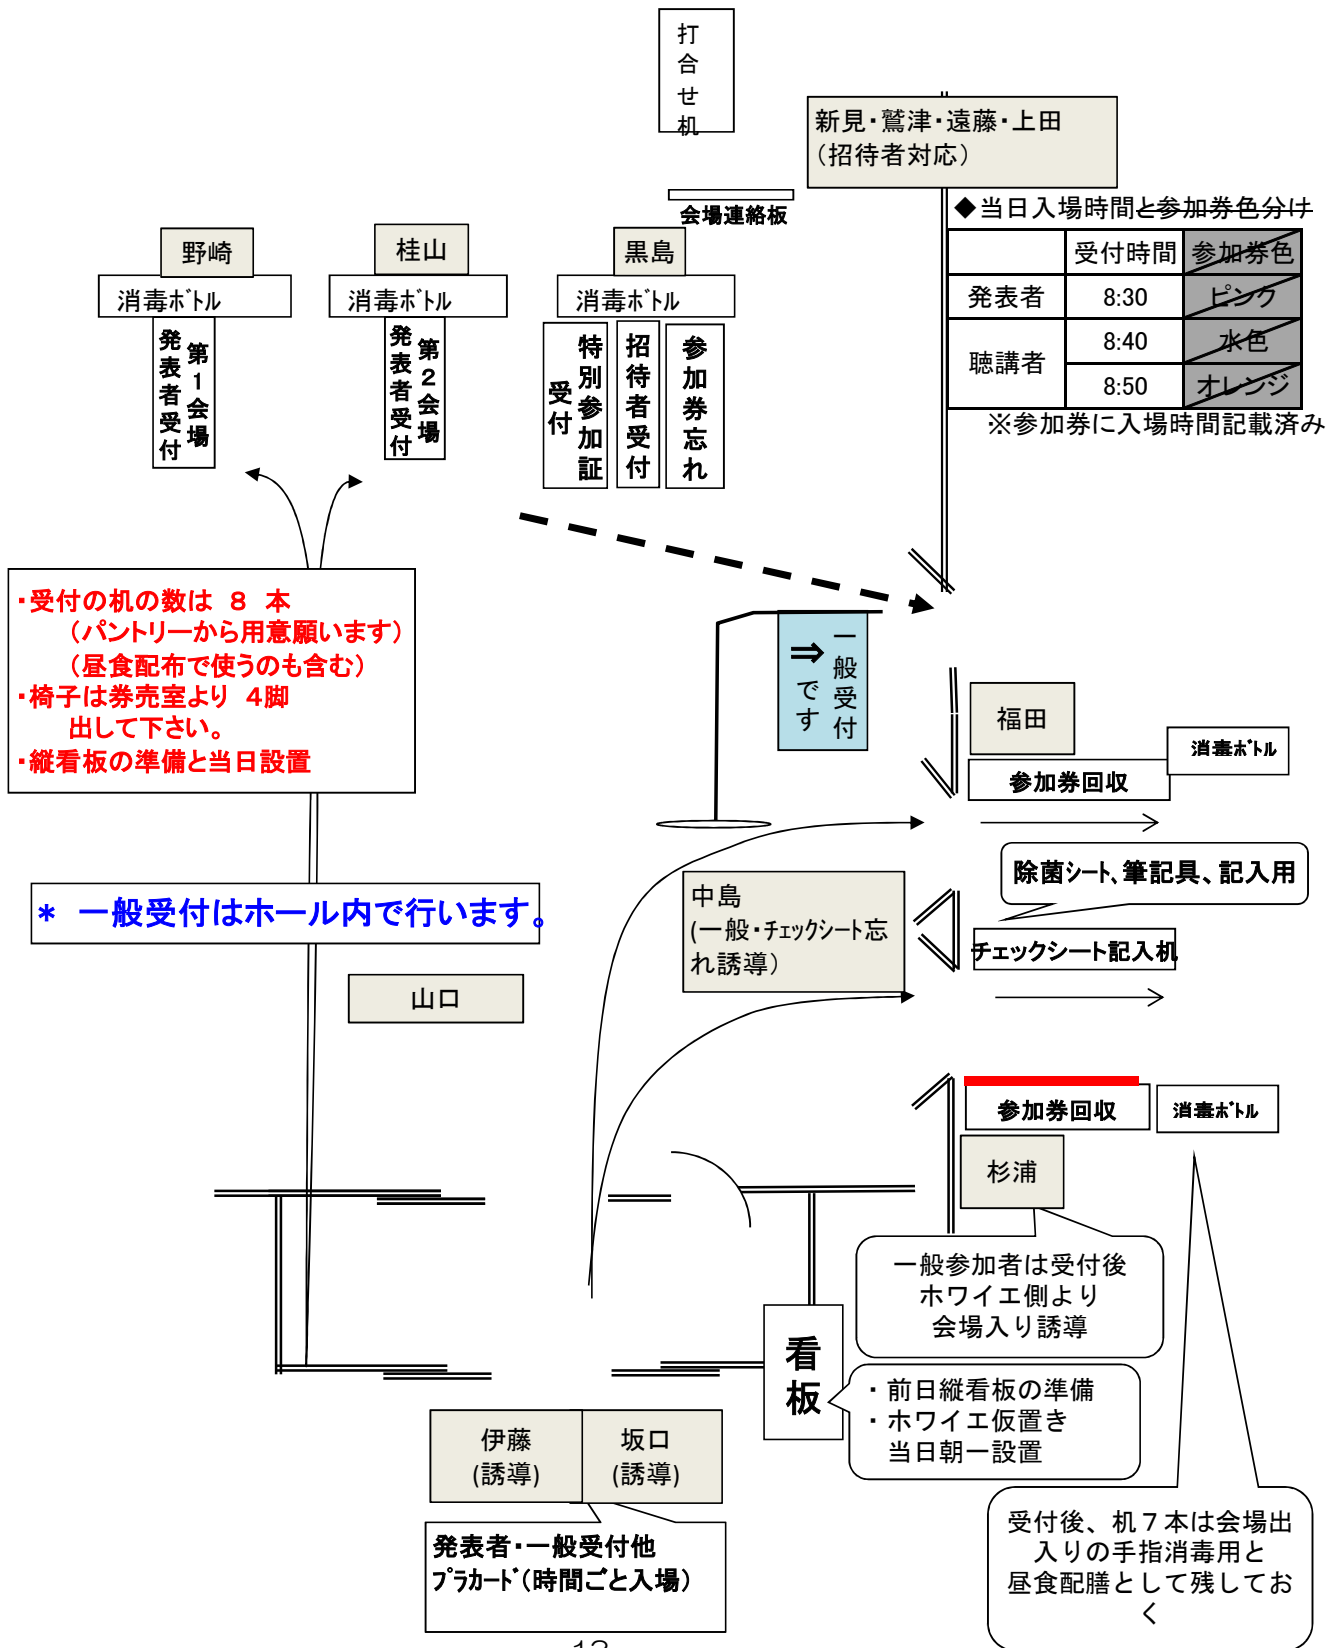 打合せ机
新見・鷲津・遠藤・上田
（招待者対応）
会場連絡板
◆当日入場時間と参加券色分け
受付時間 参加券色
発表者 8:30 ピンク
聴講者 8:40 水色
8:50 オレンジ
※参加券に入場時間記載済み
野崎
桂山
黒島
消毒ﾎﾞﾄﾙ
消毒ﾎﾞﾄﾙ
消毒ﾎﾞﾄﾙ
第１会場
発表者受付
第２会場
発表者受付
特別参加証
受付
招待者受付
参加券忘れ
・受付の机の数は ８ 本
（パントリーから用意願います）
（昼食配布で使うのも含む）
・椅子は券売室より 4脚
出して下さい。
・縦看板の準備と当日設置
一般受付
⇒です
福田
消毒ﾎﾞﾄﾙ
参加券回収
除菌ｼｰﾄ、筆記具、記入用
中島
(一般・ﾁｪｯｸｼｰﾄ忘
れ誘導）
チェックシート記入机
* 一般受付はホール内で行います。
山口
参加券回収
消毒ﾎﾞﾄﾙ
杉浦
一般参加者は受付後
ホワイエ側より
会場入り誘導
看板
・前日縦看板の準備
・ホワイエ仮置き
当日朝一設置
伊藤
(誘導)
坂口
(誘導)
発表者・一般受付他
ﾌﾟﾗｶｰﾄﾞ（時間ごと入場）
受付後、机７本は会場出
入りの手指消毒用と
昼食配膳として残してお
く